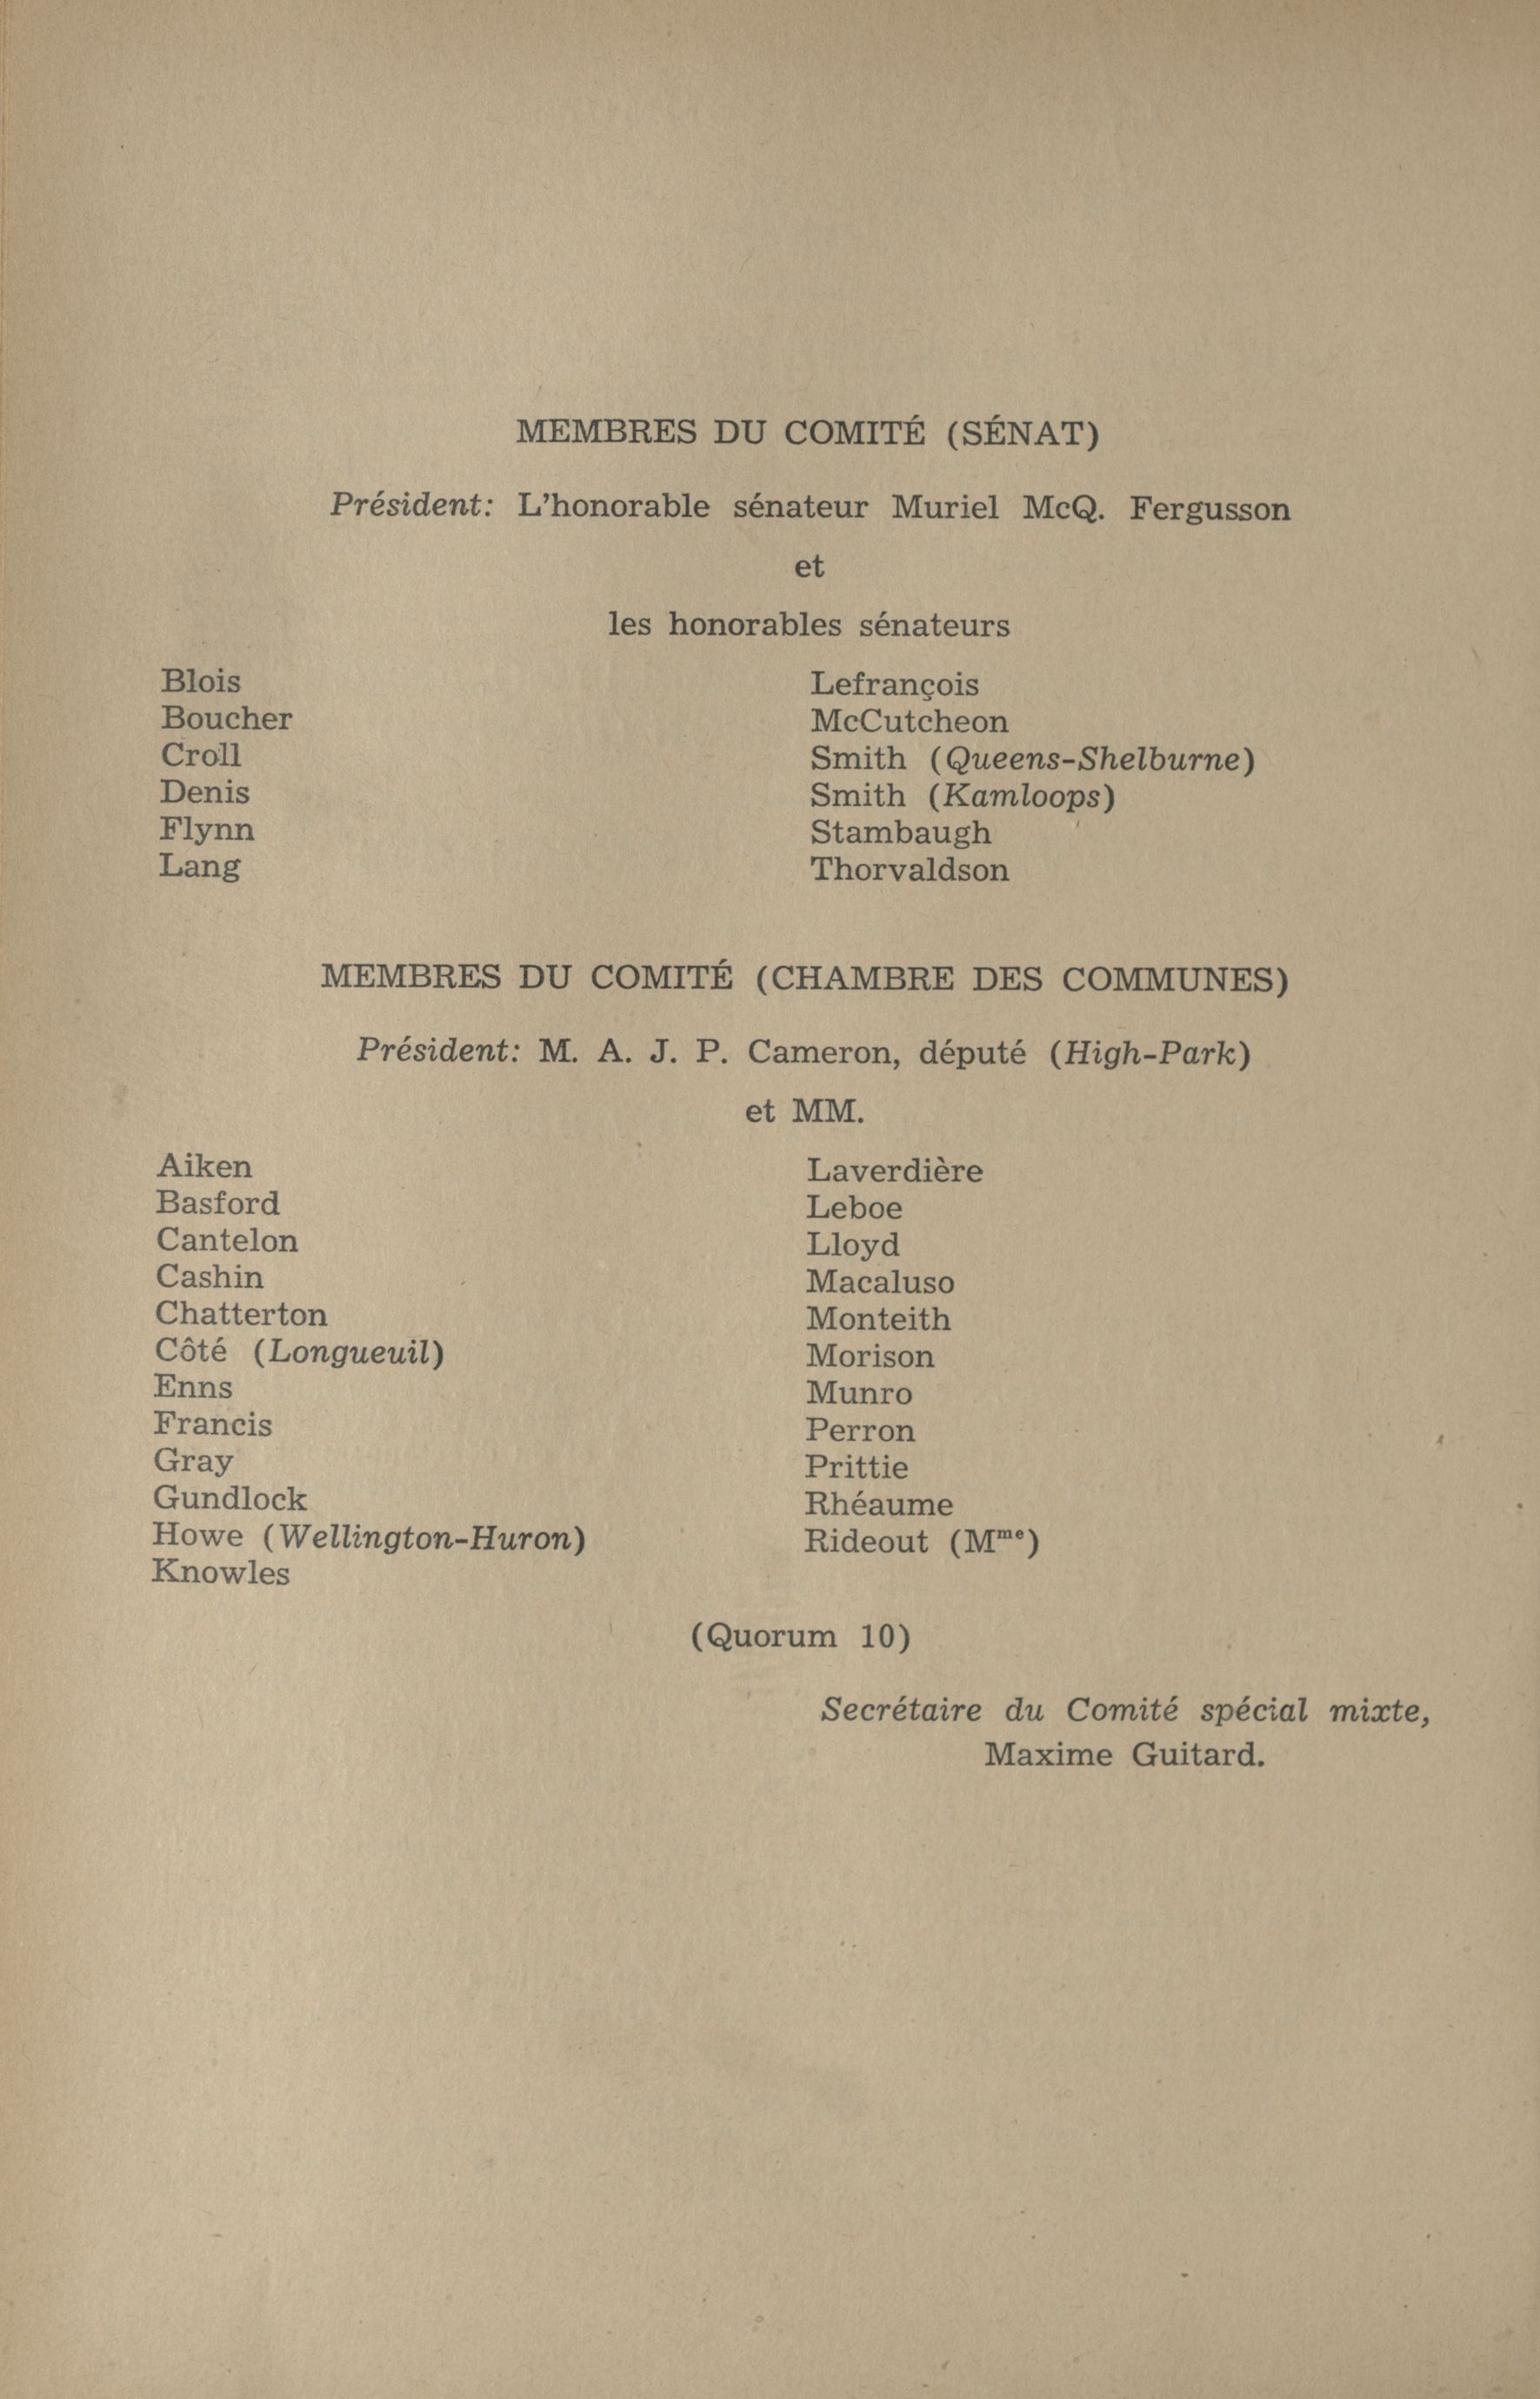 MEMBRES DU COMITÉ (SÉNAT)
Président: L'honorable sénateur Muriel McQ. Fergusson
et
les honorables sénateurs
Blois
Boucher
Croll
Denis
Flynn
Lang
Lefrançois
McCutcheon
Smith (Queens-Shelburne)
Smith (Kamloops)
Stambaugh
Thorvaldson
MEMBRES DU COMITÉ (CHAMBRE DES COMMUNES)
Président: M. A. J. P. Cameron, député (High-Park)
et MM.
Aiken
Basford
Cantelon
Cashin
Chatterton
Côté (Longueuil)
Enns
Francis
Gray
Gundlock
Howe (Wellington-Huron)
Knowles
Laverdière
Leboe
Lloyd
Macaluso
Monteith
Morison
Munro
Perron
Prittie
Rhéaume
Rideout (Mme)
(Quorum 10)
Secrétaire du Comité spécial mixte,
Maxime Guitard.